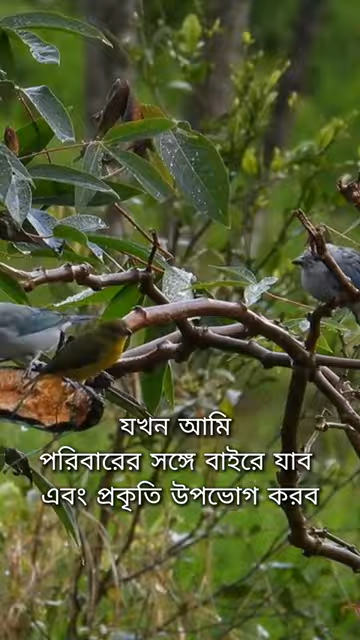 যখন আমি
পরিবারের সঙ্গে বাইরে যাব
এবং প্রকৃতি উপভোগ করব